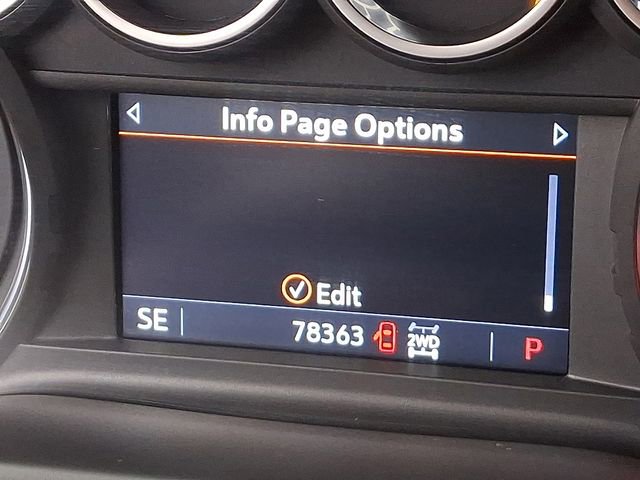 Info Page Options
Edit
SE 78363 2WD P